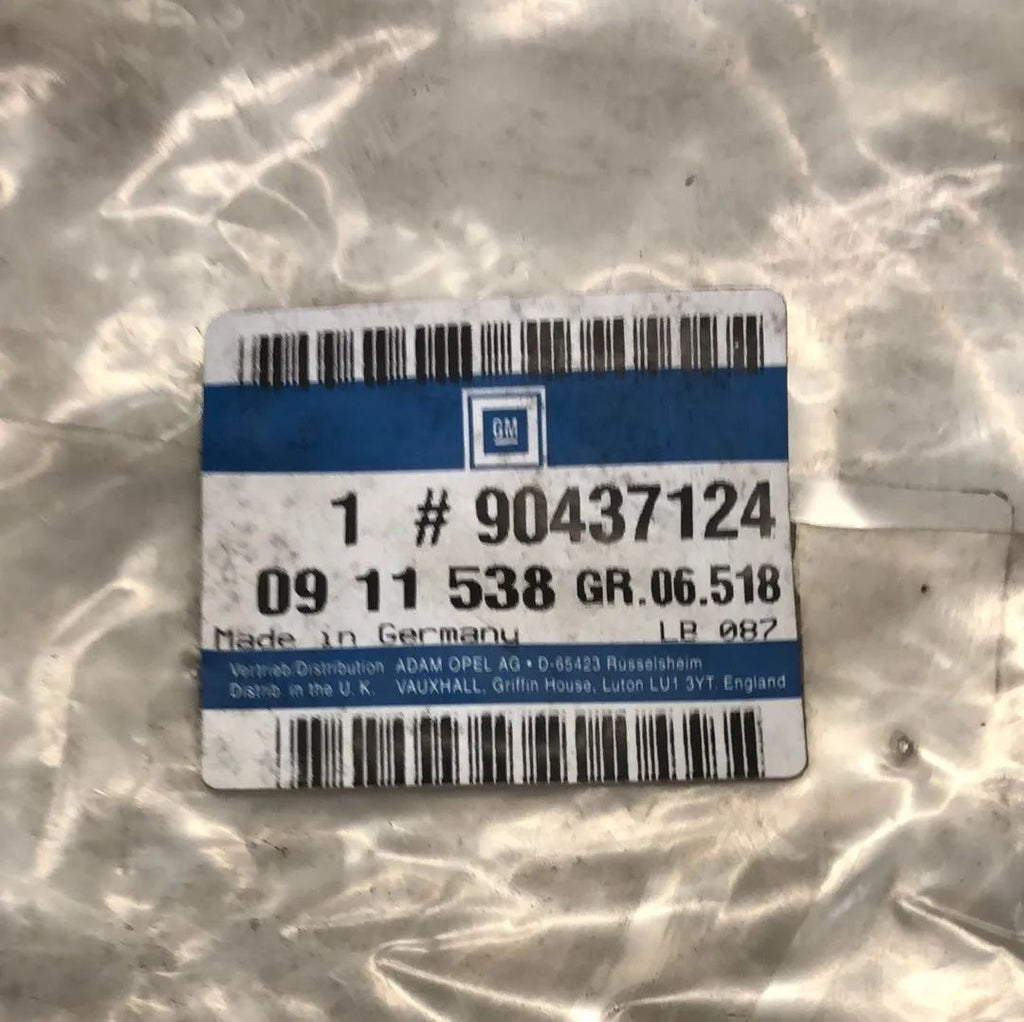 GM
1 # 90437124
09 11 538 GR.06.518
Made in Germany LB 087
Vertrieb/Distribution ADAM OPEL AG • D-65423 Rüsselsheim
Distrib. in the U. K. VAUXHALL, Griffin House, Luton LU1 3YT, England